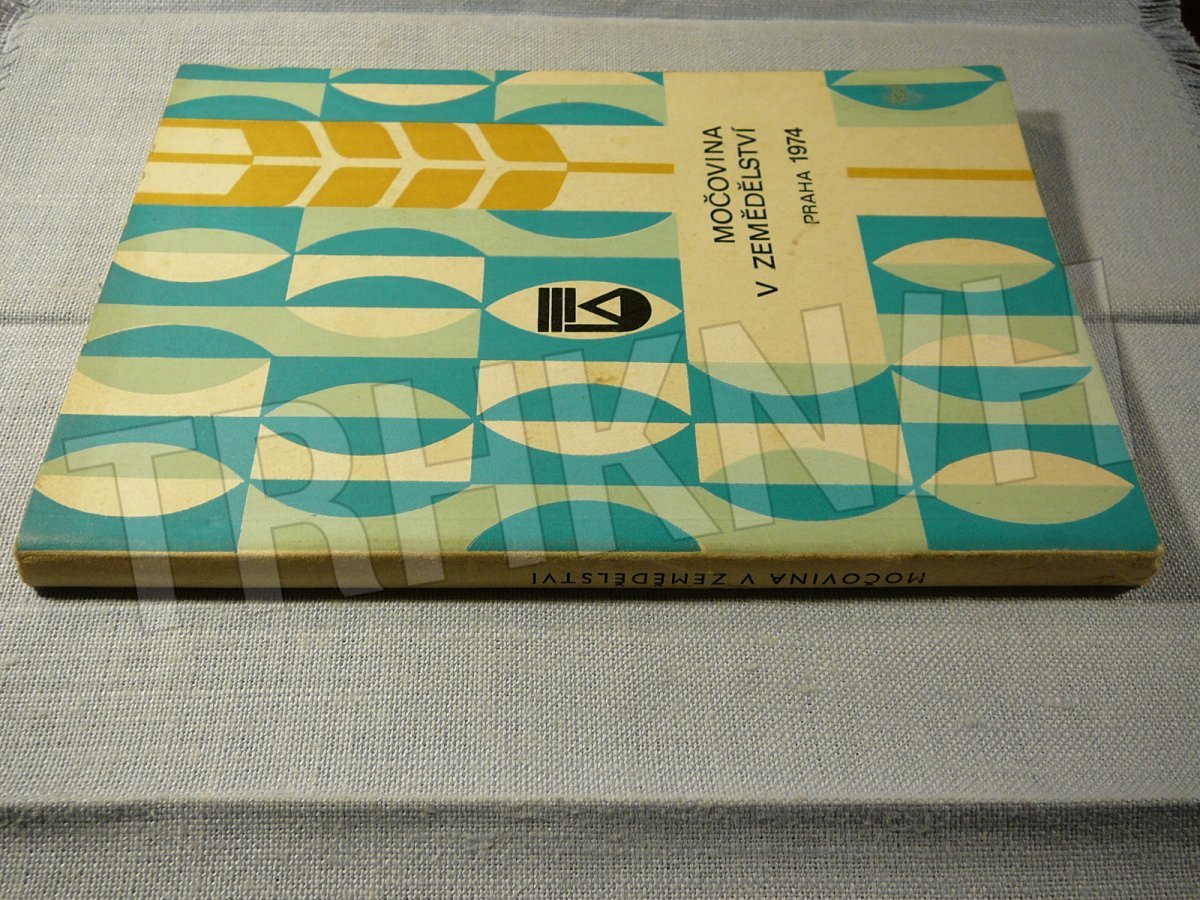 MOČOVINA
V ZEMĚDĚLSTVÍ
PRAHA 1974
MOČOVINA V ZEMĚDĚLSTVÍ
TRHKNIH